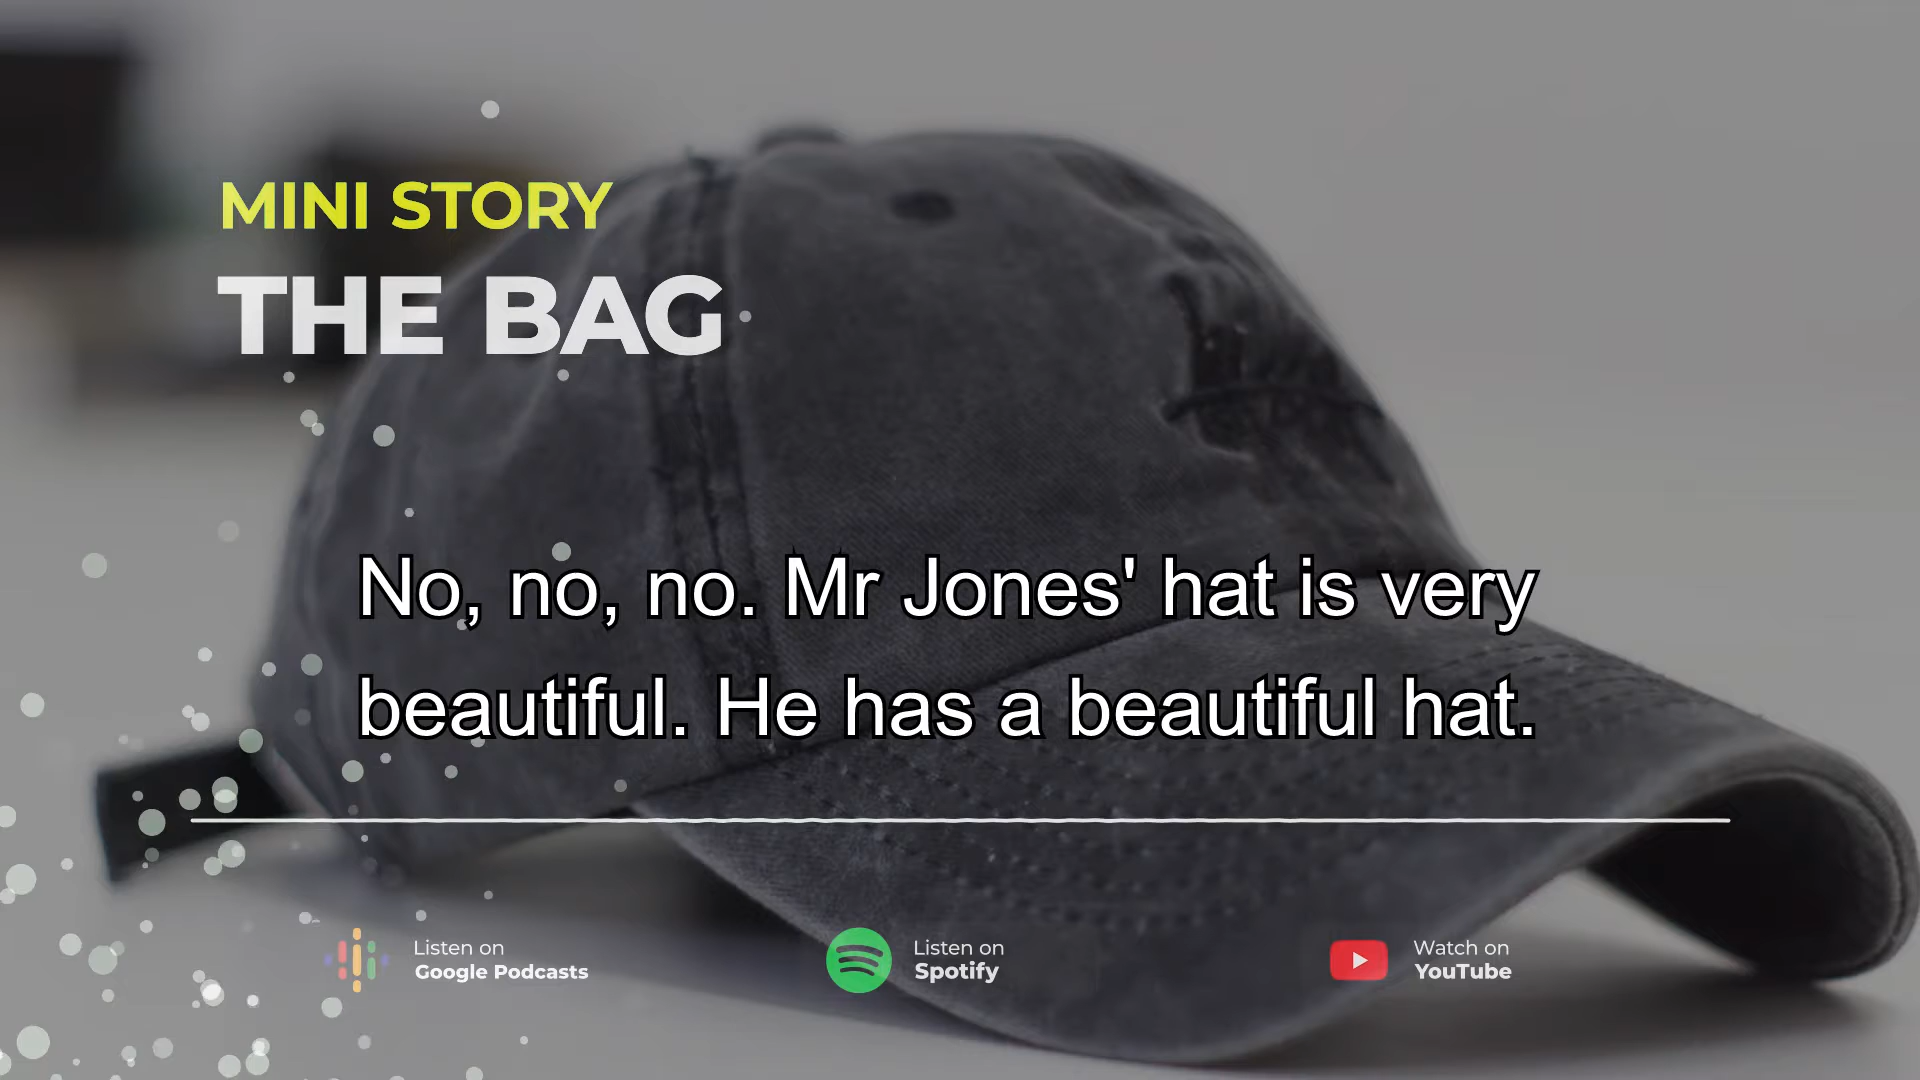 MINI STORY
THE BAG
No, no, no. Mr Jones' hat is very
beautiful. He has a beautiful hat.
Listen on
Google Podcasts
Listen on
Spotify
Watch on
YouTube